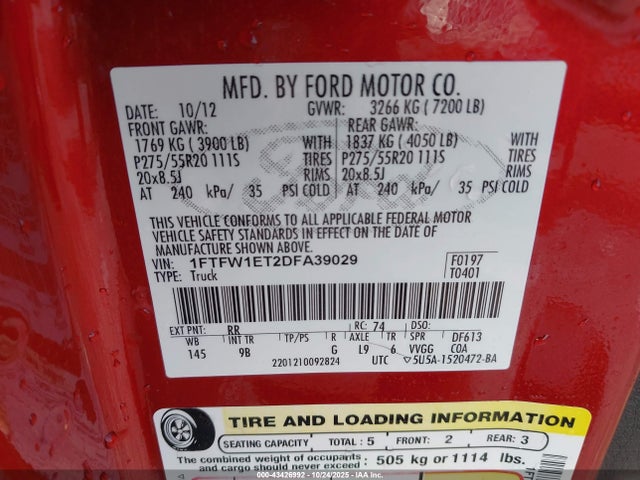 MFD. BY FORD MOTOR CO.
DATE: 10/12 GVWR: 3266 KG ( 7200 LB)
FRONT GAWR: REAR GAWR:
1769 KG ( 3900 LB) WITH 1837 KG ( 4050 LB) WITH
P275/55R20 111S TIRES P275/55R20 111S TIRES
20x8.5J RIMS 20x8.5J RIMS
AT 240 kPa/ 35 PSI COLD AT 240 kPa/ 35 PSI COLD
THIS VEHICLE CONFORMS TO ALL APPLICABLE FEDERAL MOTOR
VEHICLE SAFETY STANDARDS IN EFFECT ON THE DATE OF
MANUFACTURE SHOWN ABOVE.
VIN: 1FTFW1ET2DFA39029 F0197
TYPE: Truck T0401
EXT PNT: RR RC: 74 DSO:
WB INT TR TP/PS R AXLE TR SPR DF613
145 9B G L9 6 VVGG COA
2201210092824 UTC 5U5A-1520472-BA
TIRE AND LOADING INFORMATION
SEATING CAPACITY TOTAL : 5 FRONT: 2 REAR: 3
The combined weight of occupants
and cargo should never exceed: 505 kg or 1114 lbs.
000-43426992 - 10/24/2025 - IAA Inc.